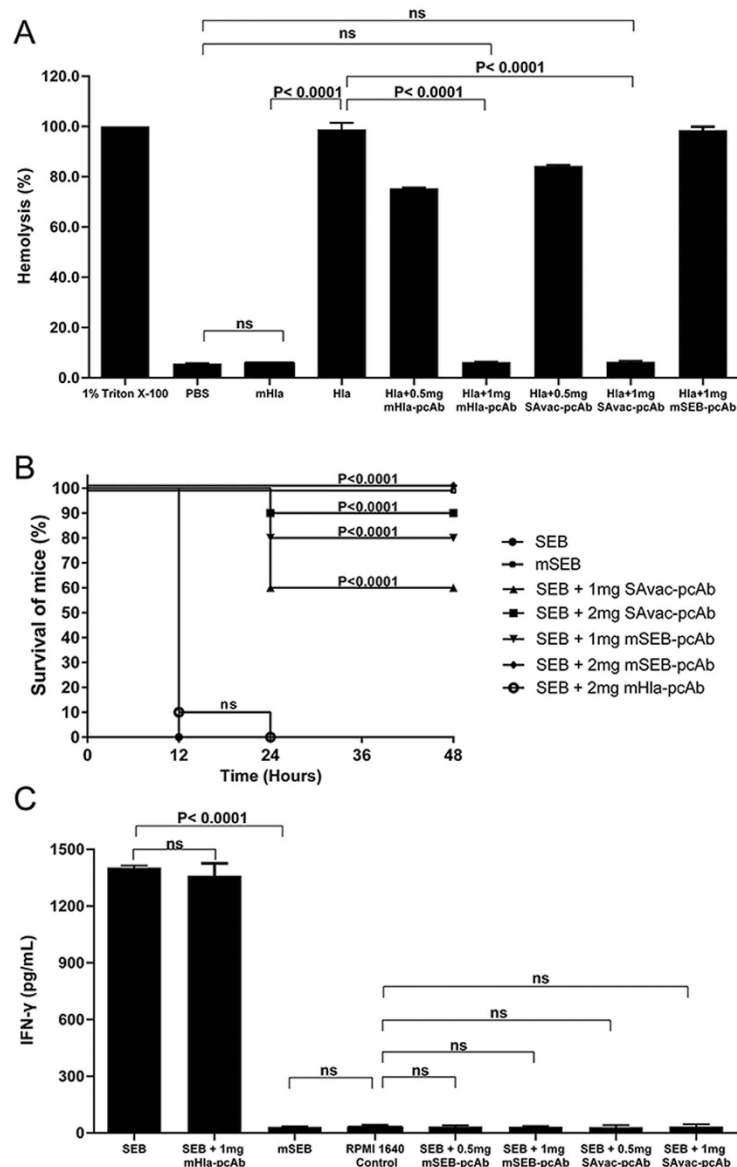 A
ns
ns
P< 0.0001
P< 0.0001
P< 0.0001
ns
Hemolysis (%)
120.0
100.0
80.0
60.0
40.0
20.0
0.0
1% Triton X-100
PBS
mHla
Hla
Hla+0.5mg
mHla-pcAb
Hla+1mg
mHla-pcAb
Hla+0.5mg
SAvac-pcAb
Hla+1mg
SAvac-pcAb
Hla+1mg
mSEB-pcAb
B
Survival of mice (%)
100
90
80
70
60
50
40
30
20
10
0
P<0.0001
P<0.0001
P<0.0001
P<0.0001
ns
0
12
24
36
48
Time (Hours)
SEB
mSEB
SEB + 1mg SAvac-pcAb
SEB + 2mg SAvac-pcAb
SEB + 1mg mSEB-pcAb
SEB + 2mg mSEB-pcAb
SEB + 2mg mHla-pcAb
C
P< 0.0001
ns
ns
ns
ns
ns
ns
IFN-γ (pg/mL)
1500
1200
900
600
300
0
SEB
SEB + 1mg
mHla-pcAb
mSEB
RPMI 1640
Control
SEB + 0.5mg
mSEB-pcAb
SEB + 1mg
mSEB-pcAb
SEB + 0.5mg
SAvac-pcAb
SEB + 1mg
SAvac-pcAb